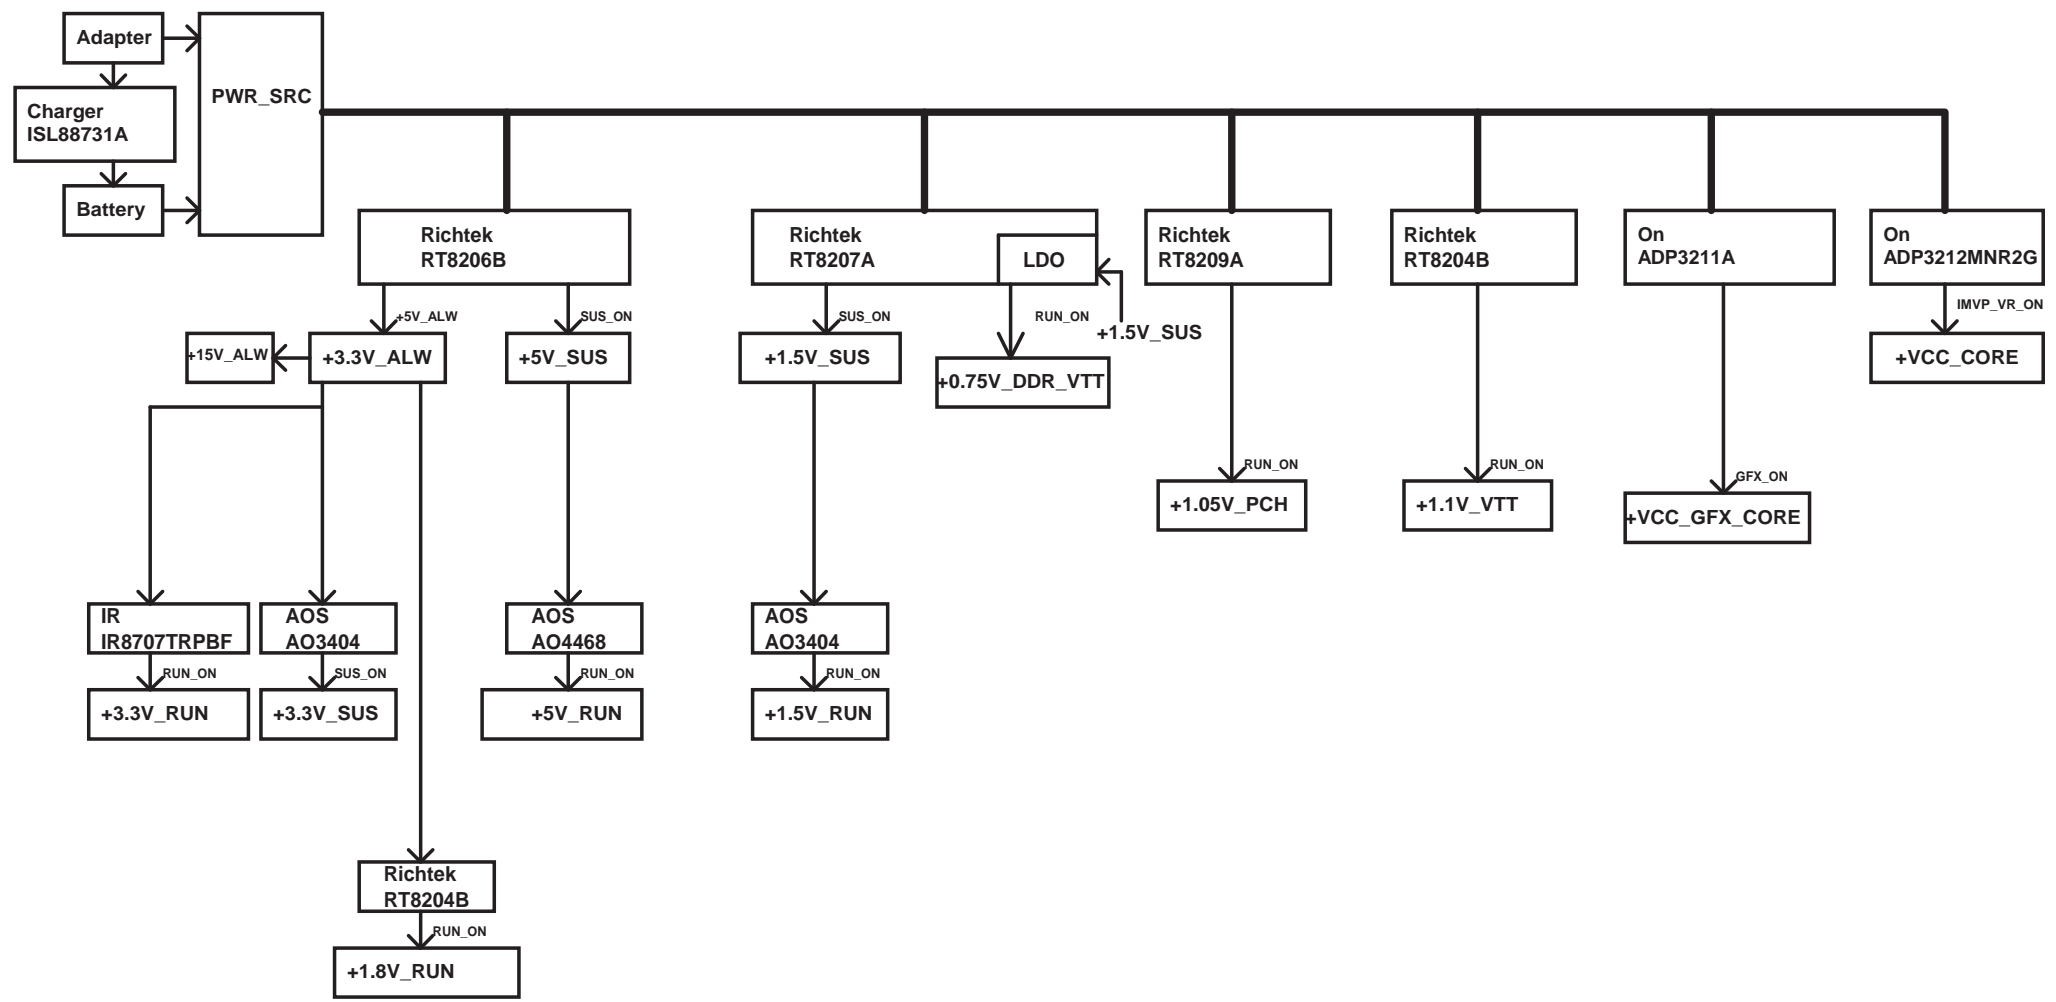 Adapter
PWR_SRC
Charger
ISL88731A
Battery
Richtek
RT8206B
Richtek
RT8207A
LDO
Richtek
RT8209A
Richtek
RT8204B
On
ADP3211A
On
ADP3212MNR2G
+5V_ALW
SUS_ON
SUS_ON
RUN_ON
+1.5V_SUS
IMVP_VR_ON
+15V_ALW
+3.3V_ALW
+5V_SUS
+1.5V_SUS
+0.75V_DDR_VTT
+VCC_CORE
RUN_ON
RUN_ON
GFX_ON
+1.05V_PCH
+1.1V_VTT
+VCC_GFX_CORE
IR
IR8707TRPBF
AOS
AO3404
AOS
AO4468
AOS
AO3404
RUN_ON
SUS_ON
RUN_ON
RUN_ON
+3.3V_RUN
+3.3V_SUS
+5V_RUN
+1.5V_RUN
Richtek
RT8204B
RUN_ON
+1.8V_RUN